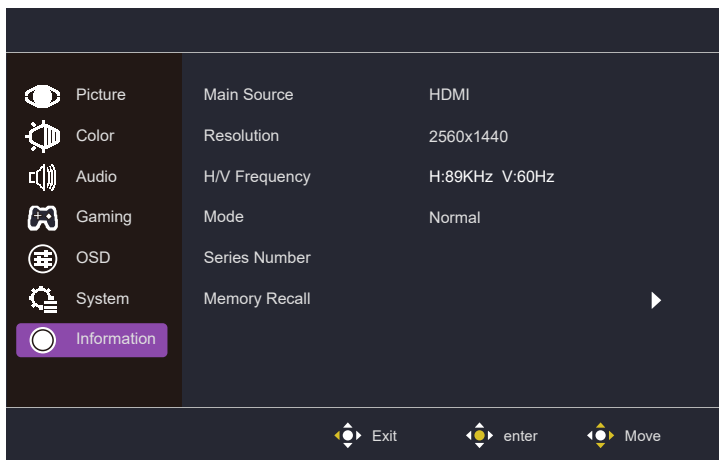 Picture Main Source HDMI
Color Resolution 2560x1440
Audio H/V Frequency H:89KHz V:60Hz
Gaming Mode Normal
OSD Series Number
System Memory Recall
Information
Exit enter Move